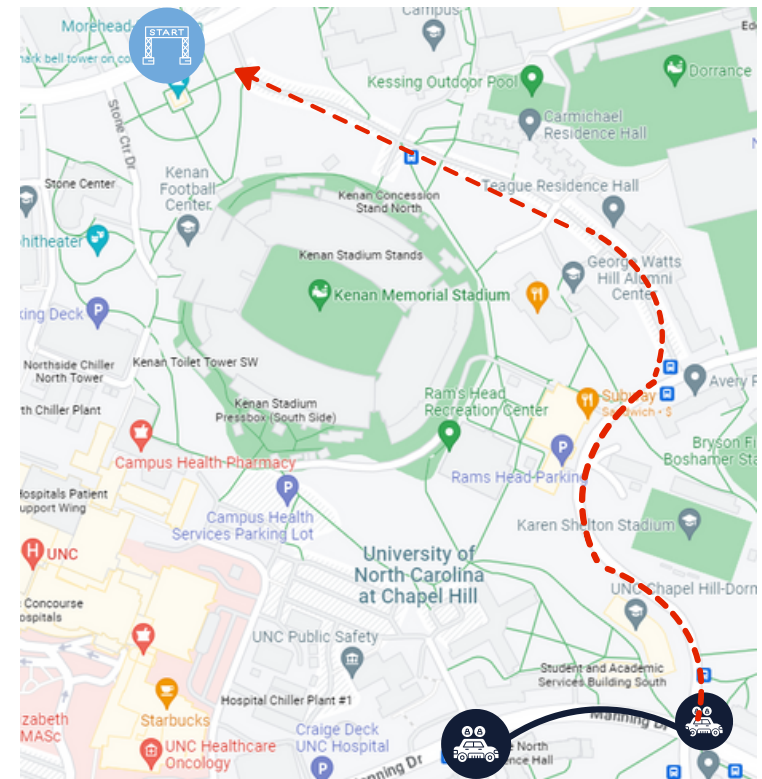 Morehead-
START
mark bell tower on co
Campus
Kessing Outdoor Pool
Dorrance
Carmichael
Residence Hall
Stone Ctr Dr
Stone Center
Kenan
Football
Center
Teague Residence Hall
Kenan Concession
Stand North
hitheater
Kenan Stadium Stands
George Watts
Hill Alumni
Center
Kenan Memorial Stadium
king Deck
P
Northside Chiller
North Tower
Kenan Toilet Tower SW
Avery
Ram's Head
Recreation Center
Subway
Sandwich • $
th Chiller Plant
Kenan Stadium
Pressbox (South Side)
Bryson Fi
Boshamer Sta
Campus Health Pharmacy
Rams Head-Parking
P
Hospitals Patient
upport Wing
P
Campus Health
Services Parking Lot
Karen Shelton Stadium
H
UNC
University of
North Carolina
at Chapel Hill
UNC Chapel Hill-Dorm
Concourse
ospitals
UNC Public Safety
Student and Academic
Services Building South
Hospital Chiller Plant #1
Starbucks
Manning Dr
zabeth
MASc
UNC Healthcare
Oncology
Craige Deck
UNC Hospital
P
nning Dr
e North
nce Hall